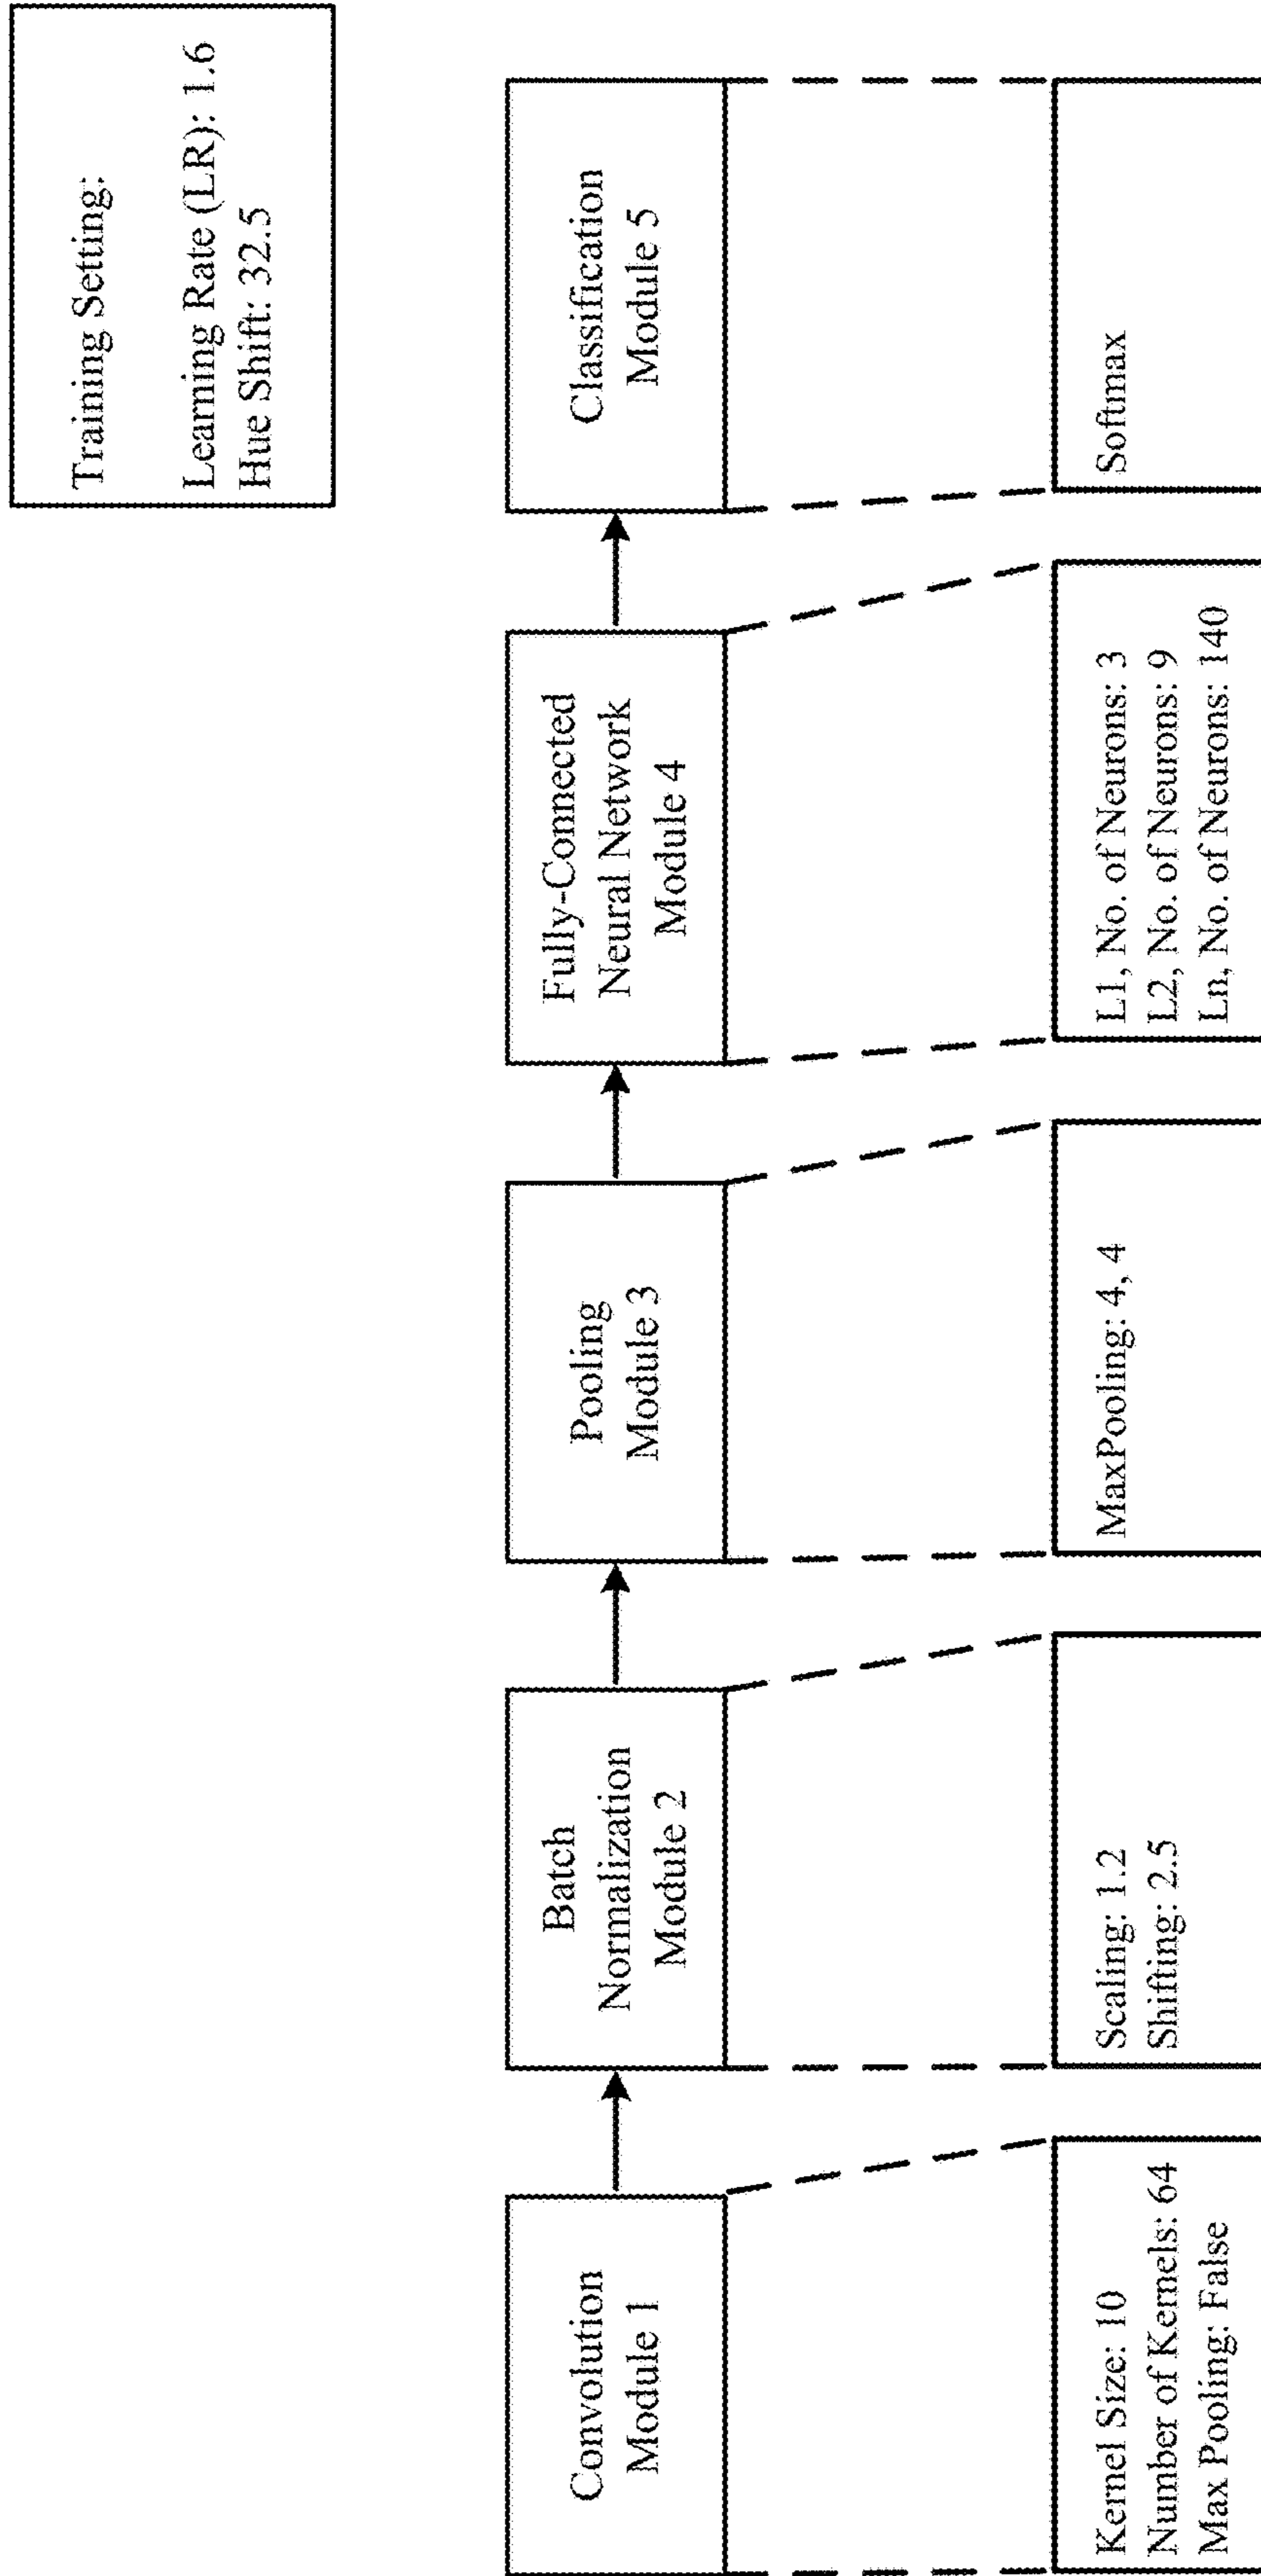 Training Setting:
Learning Rate (LR): 1.6
Hue Shift: 32.5
Convolution
Module 1
Batch
Normalization
Module 2
Pooling
Module 3
Fully-Connected
Neural Network
Module 4
Classification
Module 5
Kernel Size: 10
Number of Kernels: 64
Max Pooling: False
Scaling: 1.2
Shifting: 2.5
MaxPooling: 4, 4
L1, No. of Neurons: 3
L2, No. of Neurons: 9
Ln, No. of Neurons: 140
Softmax